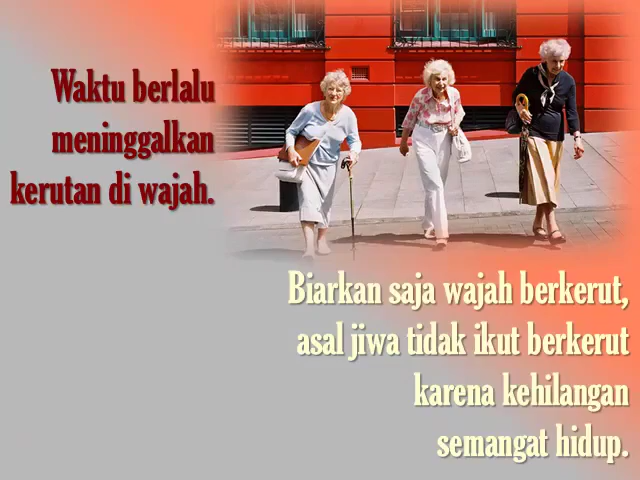 Waktu berlalu
meninggalkan
kerutan di wajah.
Biarkan saja wajah berkerut,
asal jiwa tidak ikut berkerut
karena kehilangan
semangat hidup.